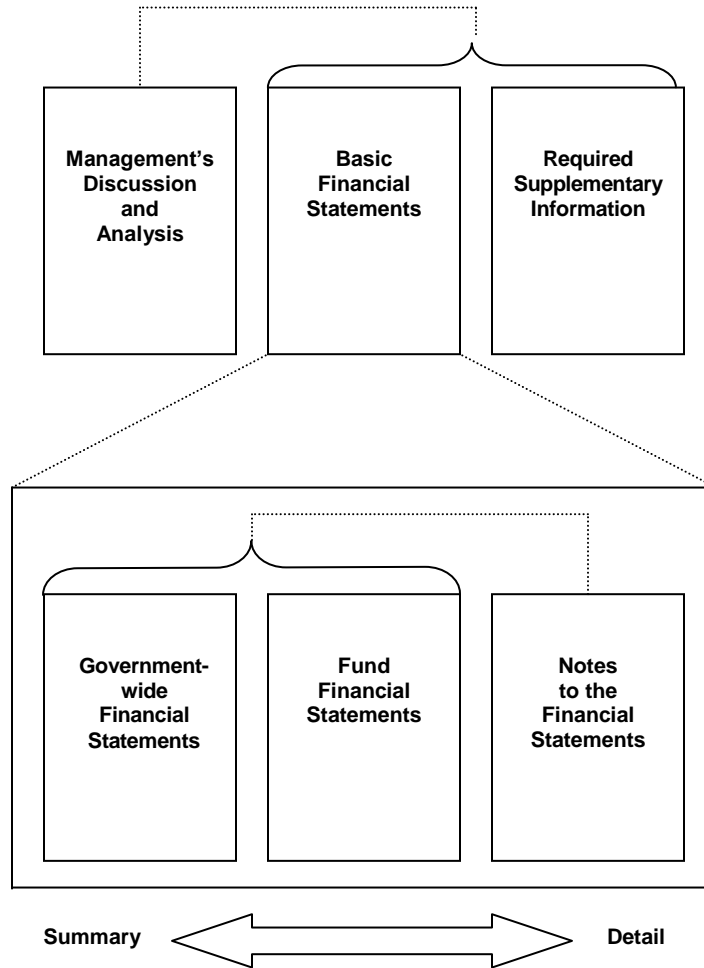 Management’s
Discussion
and
Analysis
Basic
Financial
Statements
Required
Supplementary
Information
Government-
wide
Financial
Statements
Fund
Financial
Statements
Notes
to the
Financial
Statements
Summary
Detail